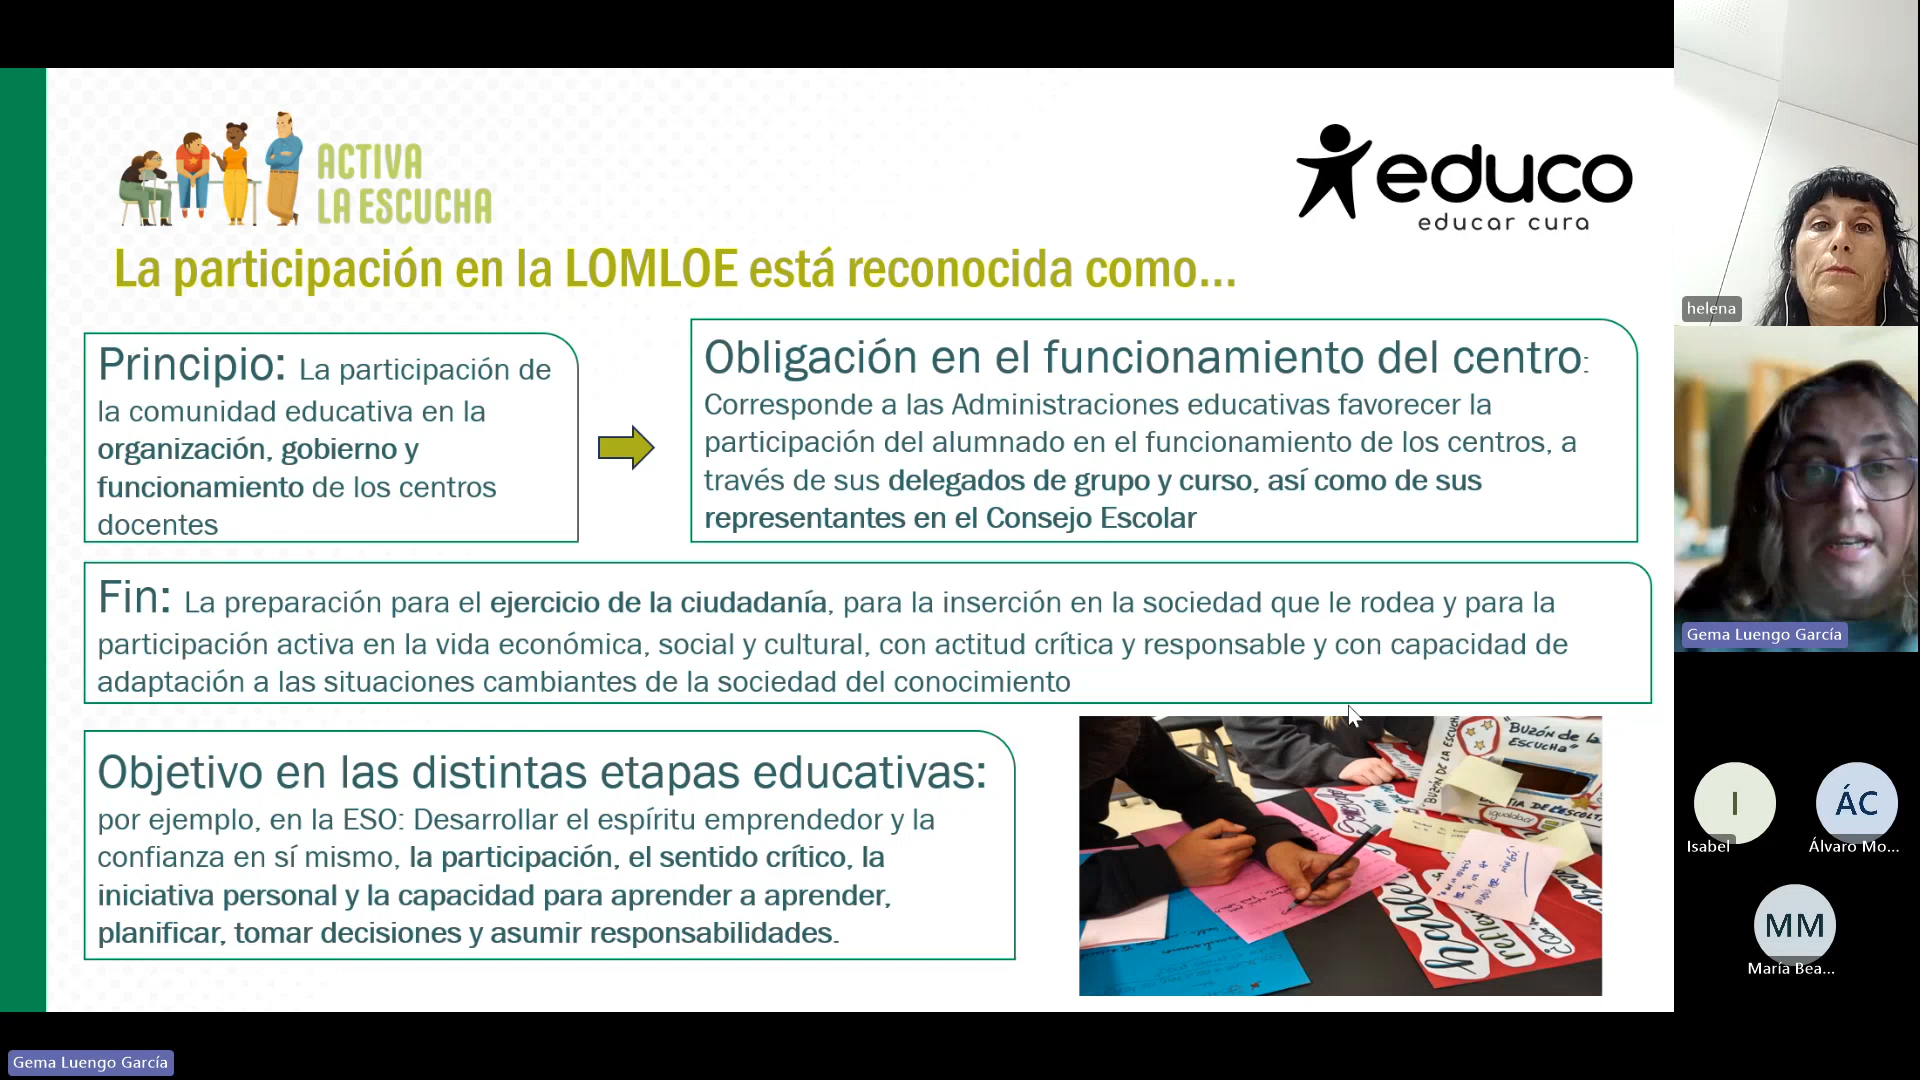 ACTIVA
LA ESCUCHA
educo
educar cura
La participación en la LOMLOE está reconocida como...
Principio: La participación de
la comunidad educativa en la
organización, gobierno y
funcionamiento de los centros
docentes
Obligación en el funcionamiento del centro:
Corresponde a las Administraciones educativas favorecer la
participación del alumnado en el funcionamiento de los centros, a
través de sus delegados de grupo y curso, así como de sus
representantes en el Consejo Escolar
Fin: La preparación para el ejercicio de la ciudadanía, para la inserción en la sociedad que le rodea y para la
participación activa en la vida económica, social y cultural, con actitud crítica y responsable y con capacidad de
adaptación a las situaciones cambiantes de la sociedad del conocimiento
Objetivo en las distintas etapas educativas:
por ejemplo, en la ESO: Desarrollar el espíritu emprendedor y la
confianza en sí mismo, la participación, el sentido crítico, la
iniciativa personal y la capacidad para aprender a aprender,
planificar, tomar decisiones y asumir responsabilidades.
"BUZÓN de la
ESCUCHA"
"BUZÓN DE LA ESCUCHA
helena
Gema Luengo García
I
Isabel
ÁC
Álvaro Mo...
MM
María Bea...
Gema Luengo García